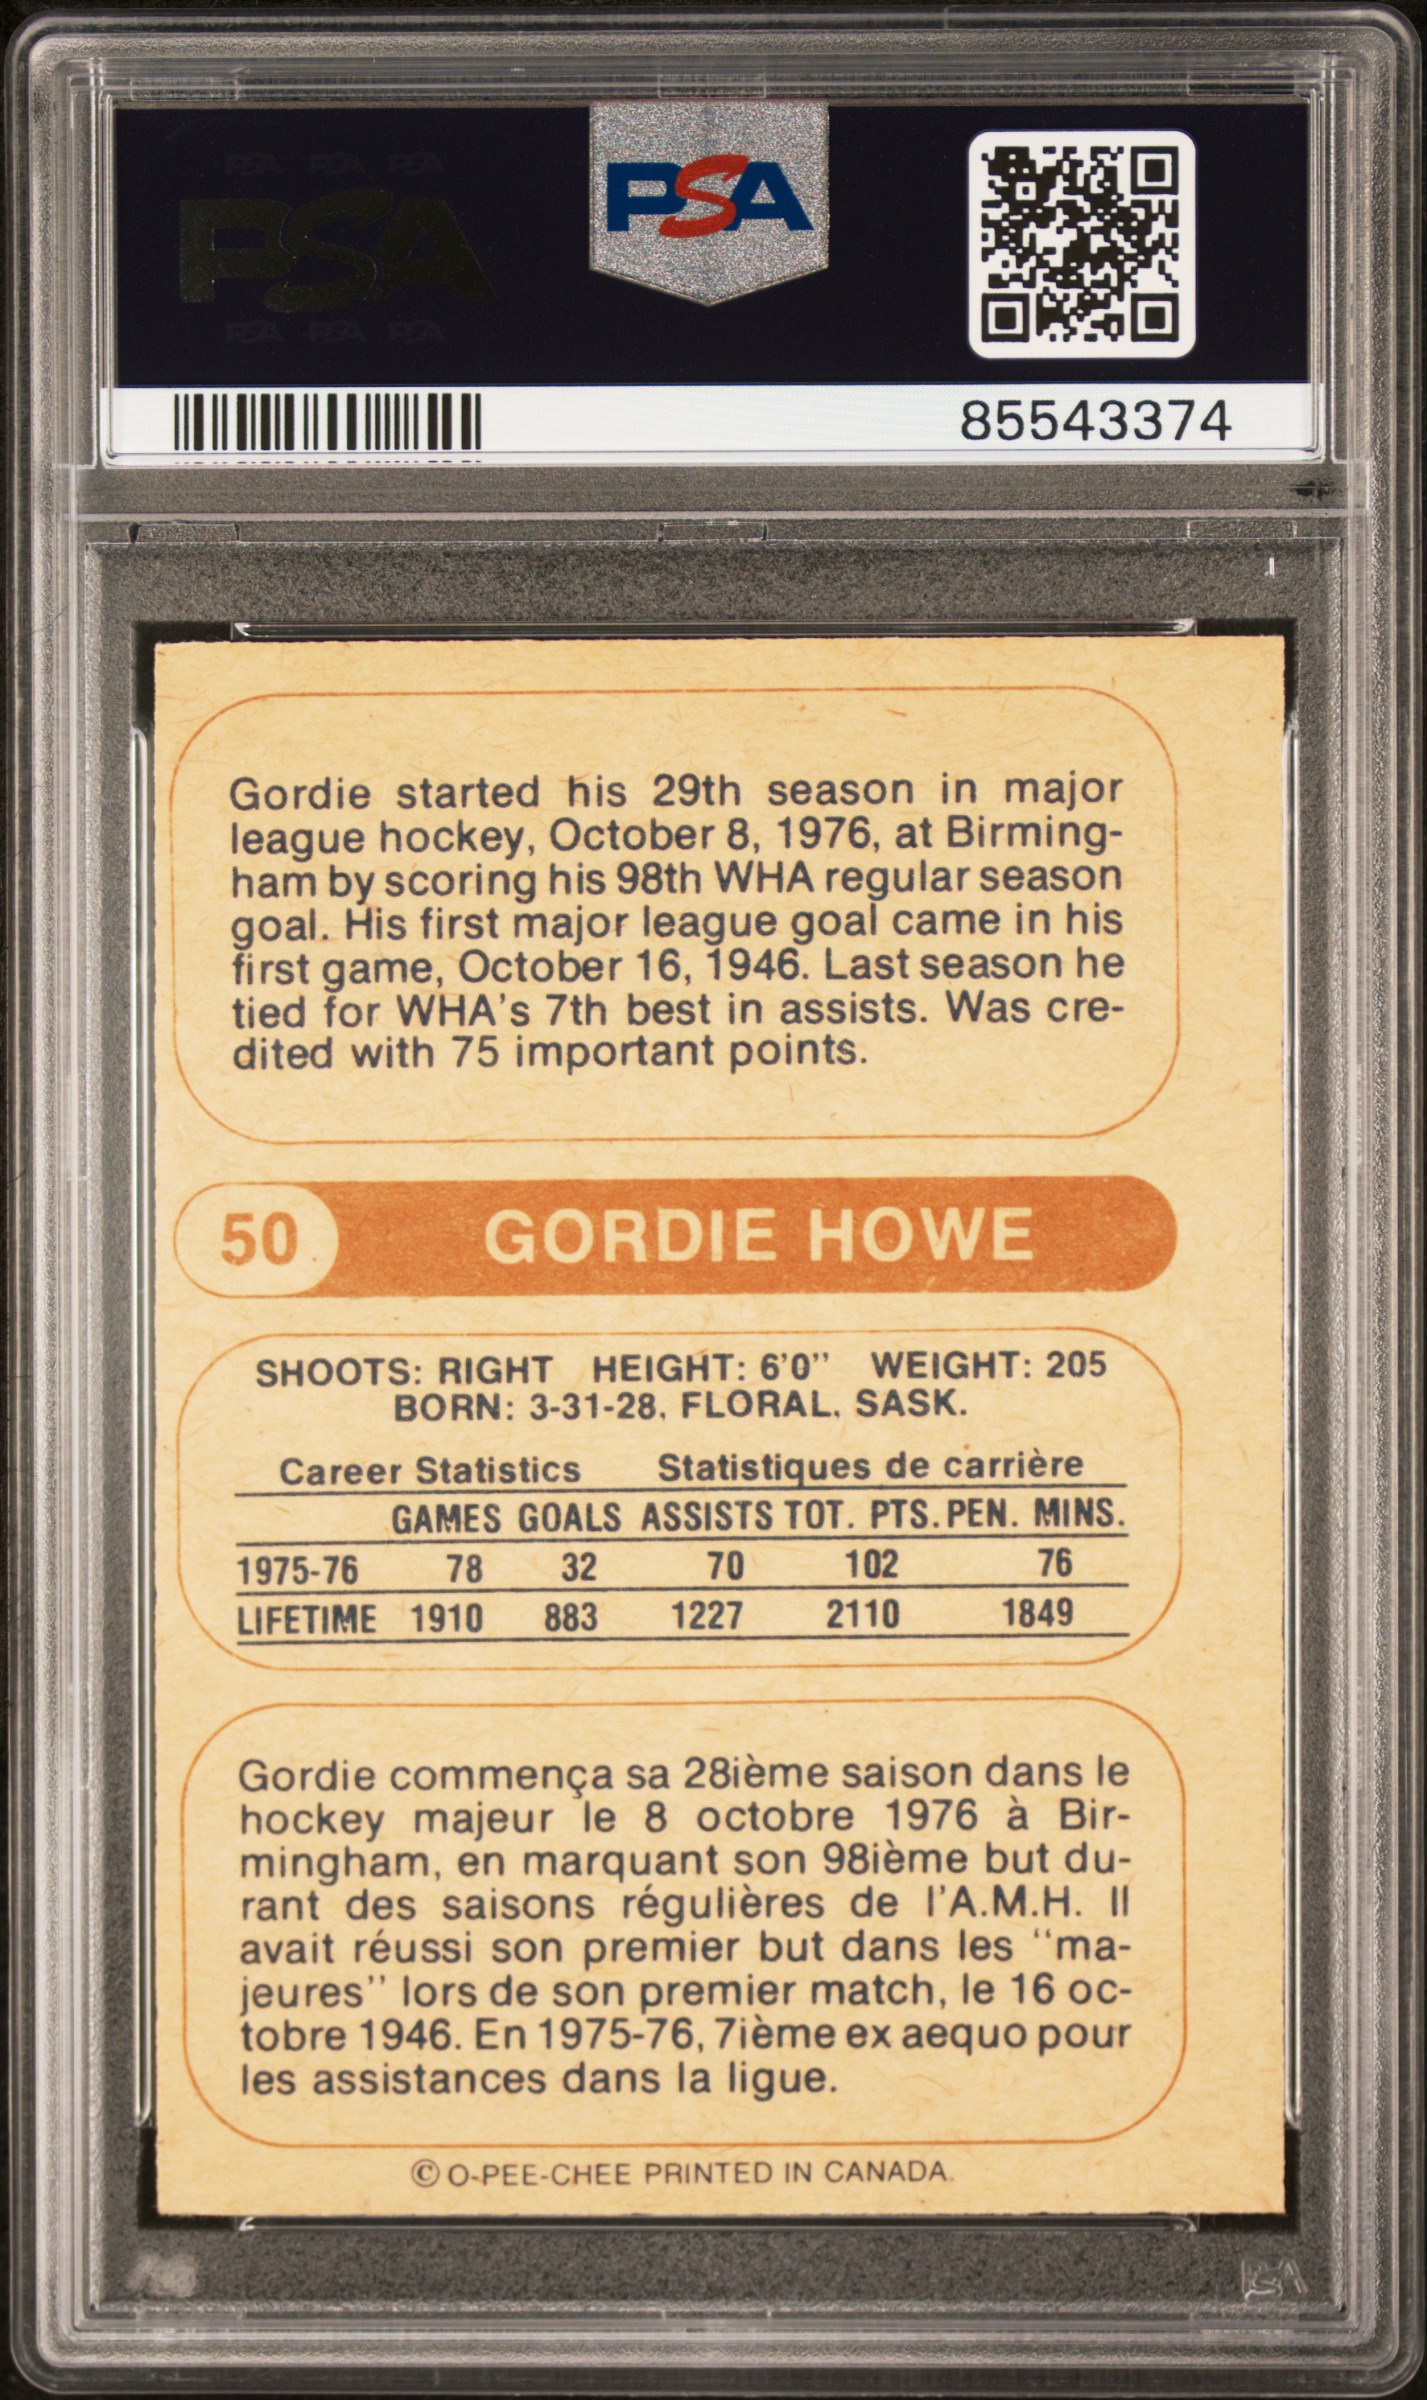 PSA PSA PSA
PSA
PSA PSA PSA
PSA
85543374
Gordie started his 29th season in major
league hockey, October 8, 1976, at Birming-
ham by scoring his 98th WHA regular season
goal. His first major league goal came in his
first game, October 16, 1946. Last season he
tied for WHA's 7th best in assists. Was cre-
dited with 75 important points.
50 GORDIE HOWE
SHOOTS: RIGHT HEIGHT: 6'0" WEIGHT: 205
BORN: 3-31-28. FLORAL. SASK.
Career Statistics Statistiques de carrière
GAMES GOALS ASSISTS TOT. PTS. PEN. MINS.
1975-76 78 32 70 102 76
LIFETIME 1910 883 1227 2110 1849
Gordie commença sa 28ième saison dans le
hockey majeur le 8 octobre 1976 à Bir-
mingham, en marquant son 98ième but du-
rant des saisons régulières de l'A.M.H. Il
avait réussi son premier but dans les "ma-
jeures" lors de son premier match, le 16 oc-
tobre 1946. En 1975-76, 7ième ex aequo pour
les assistances dans la ligue.
© O-PEE-CHEE PRINTED IN CANADA.
PSA